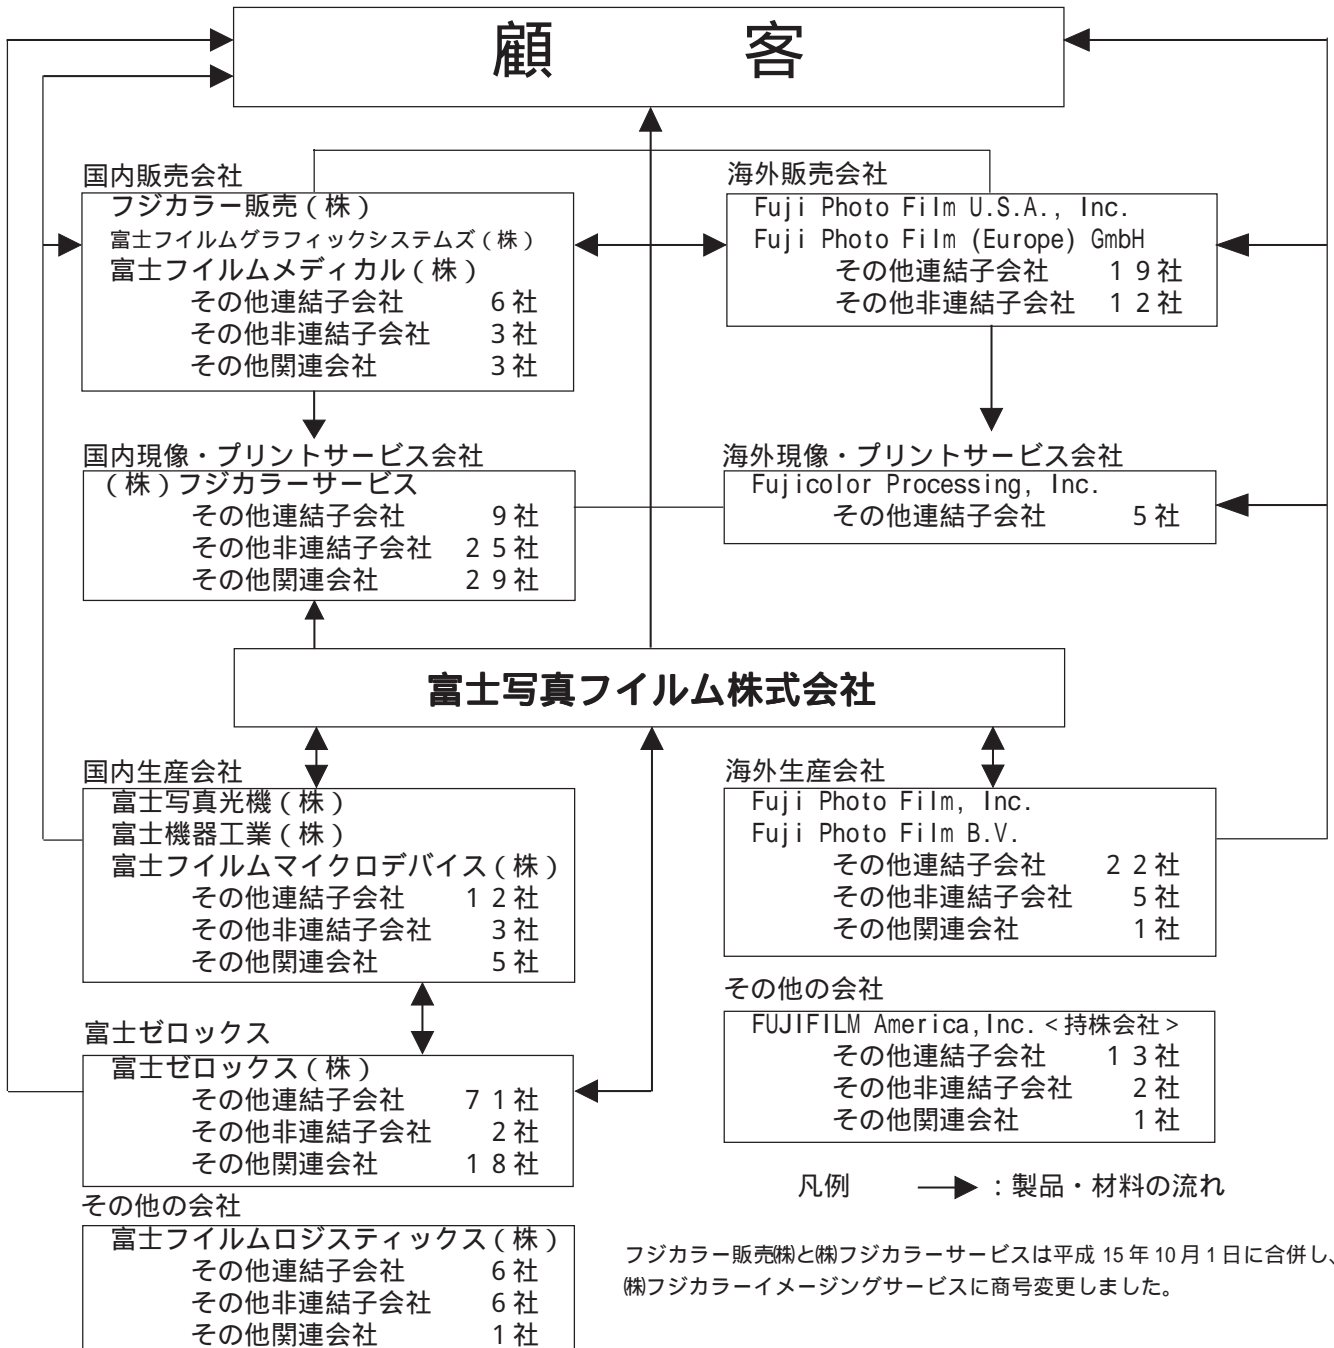 顧 客
国内販売会社
フジカラー販売(株)
富士フイルムグラフィックシステムズ(株)
富士フイルムメディカル(株)
その他連結子会社 6社
その他非連結子会社 3社
その他関連会社 3社
海外販売会社
Fuji Photo Film U.S.A., Inc.
Fuji Photo Film (Europe) GmbH
その他連結子会社 19社
その他非連結子会社 12社
国内現像・プリントサービス会社
(株)フジカラーサービス
その他連結子会社 9社
その他非連結子会社 25社
その他関連会社 29社
海外現像・プリントサービス会社
Fujicolor Processing, Inc.
その他連結子会社 5社
富士写真フイルム株式会社
国内生産会社
富士写真光機(株)
富士機器工業(株)
富士フイルムマイクロデバイス(株)
その他連結子会社 12社
その他非連結子会社 3社
その他関連会社 5社
海外生産会社
Fuji Photo Film, Inc.
Fuji Photo Film B.V.
その他連結子会社 22社
その他非連結子会社 5社
その他関連会社 1社
富士ゼロックス
富士ゼロックス(株)
その他連結子会社 71社
その他非連結子会社 2社
その他関連会社 18社
その他の会社
FUJIFILM America,Inc.<持株会社>
その他連結子会社 13社
その他非連結子会社 2社
その他関連会社 1社
その他の会社
富士フイルムロジスティックス(株)
その他連結子会社 6社
その他非連結子会社 6社
その他関連会社 1社
凡例 :製品・材料の流れ
フジカラー販売㈱と㈱フジカラーサービスは平成15年10月1日に合併し、
㈱フジカラーイメージングサービスに商号変更しました。